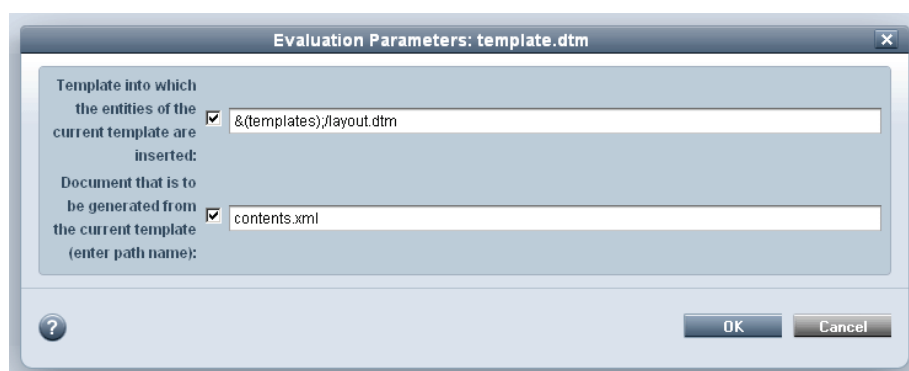 Evaluation Parameters: template.dtm
Template into which
the entities of the
current template are
inserted:
&(templates);/layout.dtm
Document that is to
be generated from
the current template
(enter path name):
contents.xml
?
OK
Cancel